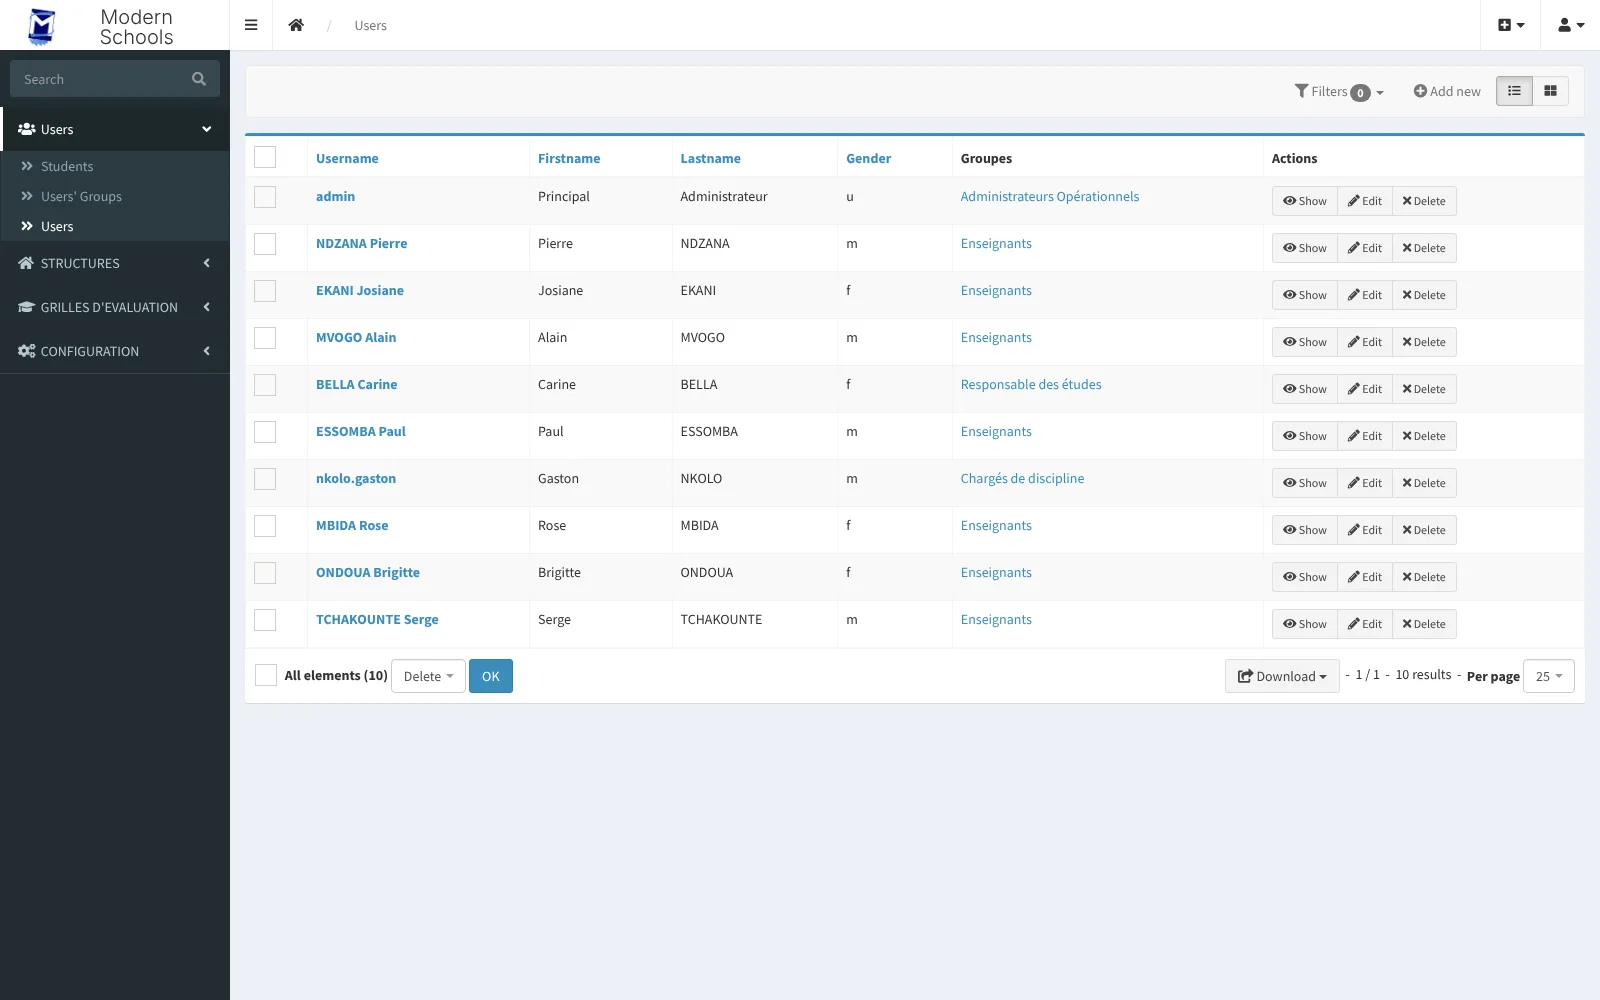 Modern Schools
/ Users
Search
Users
Students
Users' Groups
Users
STRUCTURES
GRILLES D'EVALUATION
CONFIGURATION
Filters 0 Add new
Username Firstname Lastname Gender Groupes Actions
admin Principal Administrateur u Administrateurs Opérationnels Show Edit Delete
NDZANA Pierre Pierre NDZANA m Enseignants Show Edit Delete
EKANI Josiane Josiane EKANI f Enseignants Show Edit Delete
MVOGO Alain Alain MVOGO m Enseignants Show Edit Delete
BELLA Carine Carine BELLA f Responsable des études Show Edit Delete
ESSOMBA Paul Paul ESSOMBA m Enseignants Show Edit Delete
nkolo.gaston Gaston NKOLO m Chargés de discipline Show Edit Delete
MBIDA Rose Rose MBIDA f Enseignants Show Edit Delete
ONDOUA Brigitte Brigitte ONDOUA f Enseignants Show Edit Delete
TCHAKOUNTE Serge Serge TCHAKOUNTE m Enseignants Show Edit Delete
All elements (10) Delete OK Download - 1 / 1 - 10 results - Per page 25